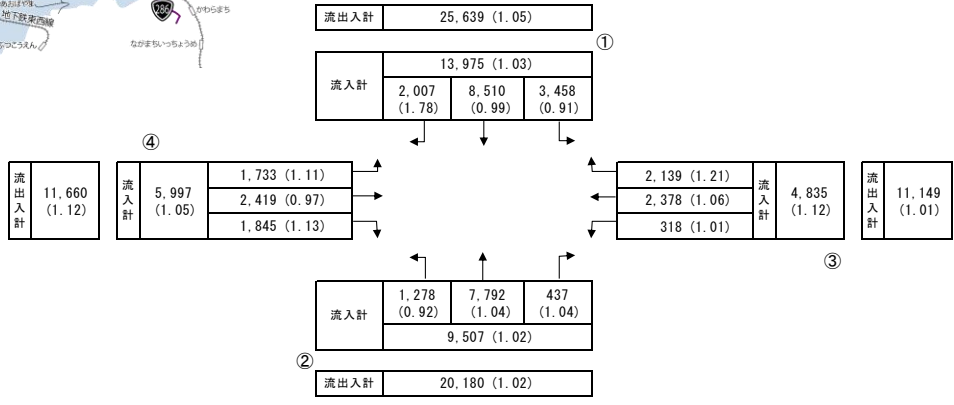 あおばやま
地下鉄東西線
286
かわらまち
ながまちいっちょうめ
流出入計 25,639 (1.05)
①
流入計
13,975 (1.03)
2,007 8,510 3,458
(1.78) (0.99) (0.91)
④
流出入計
11,660
(1.12)
流入計
5,997
(1.05)
1,733 (1.11)
2,419 (0.97)
1,845 (1.13)
2,139 (1.21)
2,378 (1.06)
318 (1.01)
流入計
4,835
(1.12)
流出入計
11,149
(1.01)
③
流入計
1,278 7,792 437
(0.92) (1.04) (1.04)
9,507 (1.02)
②
流出入計 20,180 (1.02)